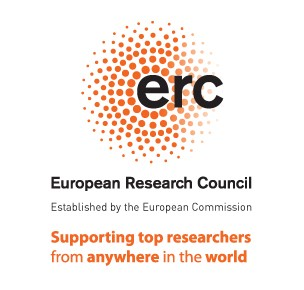 erc
European Research Council
Established by the European Commission
Supporting top researchers
from anywhere in the world